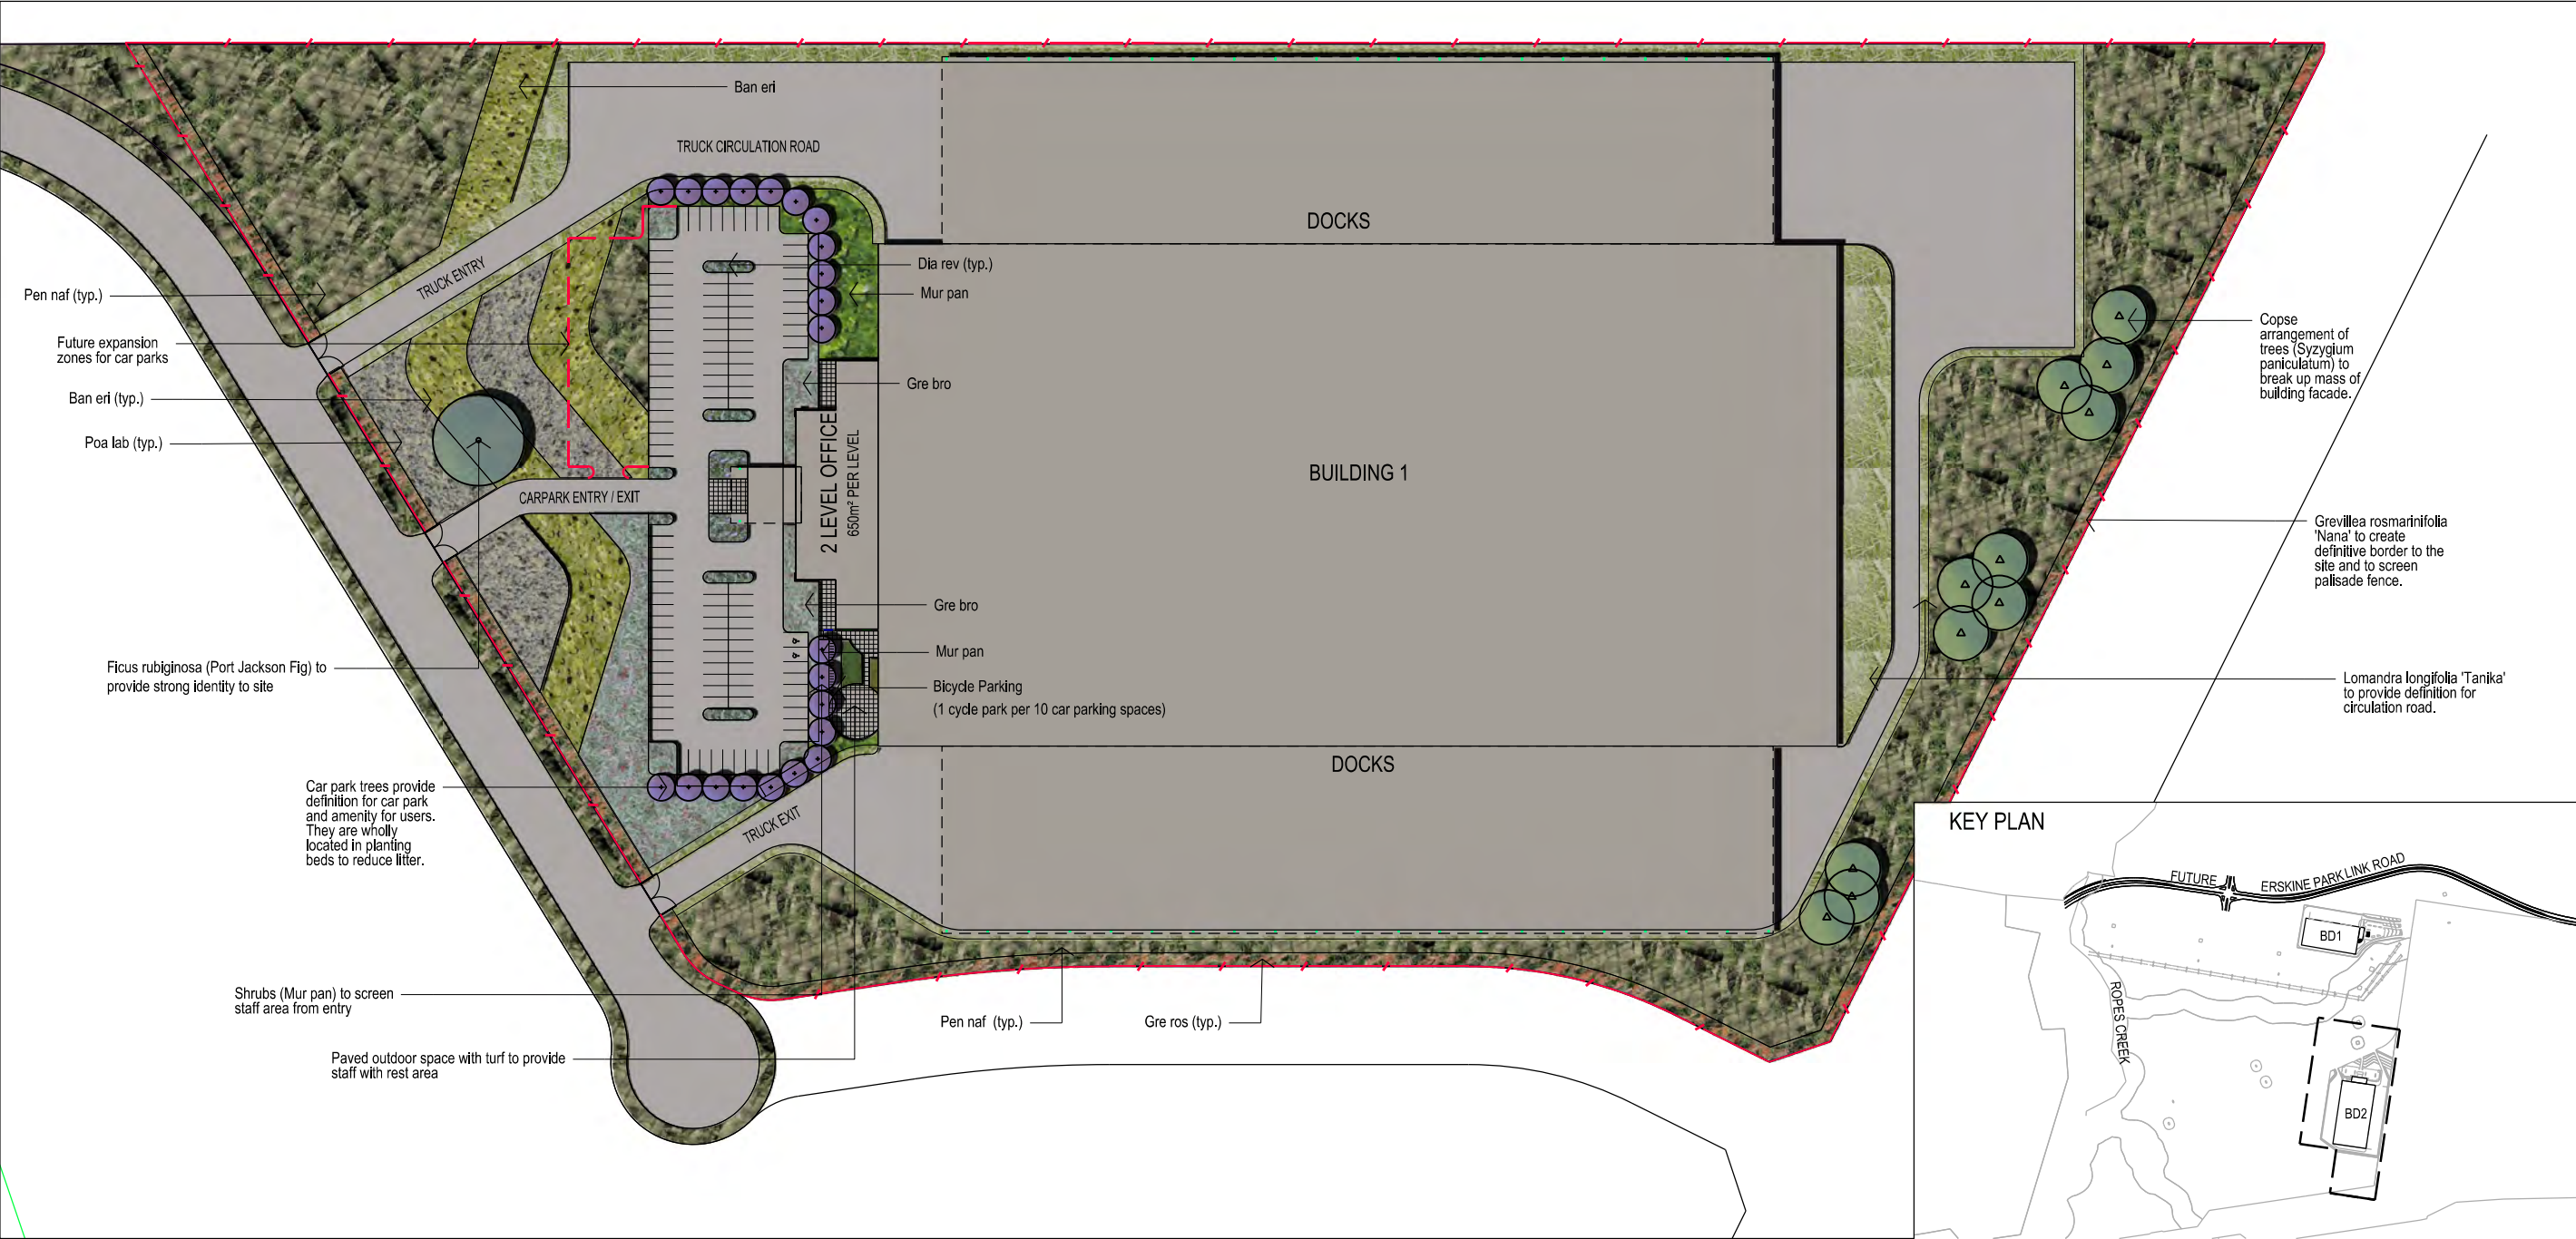 Ban eri
TRUCK CIRCULATION ROAD
DOCKS
TRUCK ENTRY
Dia rev (typ.)
Mur pan
Pen naf (typ.)
Future expansion
zones for car parks
Ban eri (typ.)
Poa lab (typ.)
Gre bro
2 LEVEL OFFICE
650m² PER LEVEL
BUILDING 1
CARPARK ENTRY / EXIT
Copse
arrangement of
trees (Syzygium
paniculatum) to
break up mass of
building facade.
Grevillea rosmarinifolia
'Nana' to create
definitive border to the
site and to screen
palisade fence.
Gre bro
Mur pan
Bicycle Parking
(1 cycle park per 10 car parking spaces)
Ficus rubiginosa (Port Jackson Fig) to
provide strong identity to site
Lomandra longifolia 'Tanika'
to provide definition for
circulation road.
DOCKS
Car park trees provide
definition for car park
and amenity for users.
They are wholly
located in planting
beds to reduce litter.
TRUCK EXIT
Shrubs (Mur pan) to screen
staff area from entry
Paved outdoor space with turf to provide
staff with rest area
Pen naf (typ.)
Gre ros (typ.)
KEY PLAN
FUTURE
ERSKINE PARK LINK ROAD
BD1
ROPES CREEK
BD2